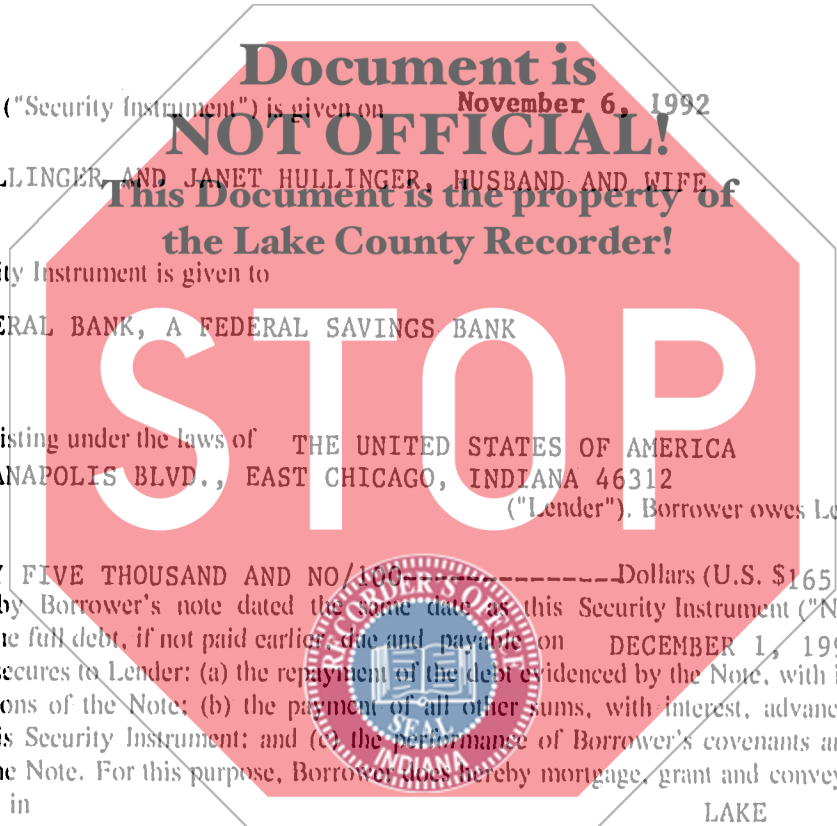 Document is
("Security Instrument") is given on November 6, 1992
NOT OFFICIAL!
LLINGER AND JANET HULLINGER, HUSBAND AND WIFE
This Document is the property of
the Lake County Recorder!
ity Instrument is given to
ERAL BANK, A FEDERAL SAVINGS BANK
STOP
isting under the laws of THE UNITED STATES OF AMERICA
ANAPOLIS BLVD., EAST CHICAGO, INDIANA 46312
("Lender"). Borrower owes Le
Y FIVE THOUSAND AND NO/100--------------------Dollars (U.S. $165
by Borrower's note dated the same date as this Security Instrument ("N
he full debt, if not paid earlier, due and payable on DECEMBER 1, 199
secures to Lender: (a) the repayment of the debt evidenced by the Note, with i
ons of the Note; (b) the payment of all other sums, with interest, advanc
is Security Instrument; and (c) the performance of Borrower's covenants a
he Note. For this purpose, Borrower does hereby mortgage, grant and convey
in LAKE
RECORDER'S OFFICE
SEAL
INDIANA